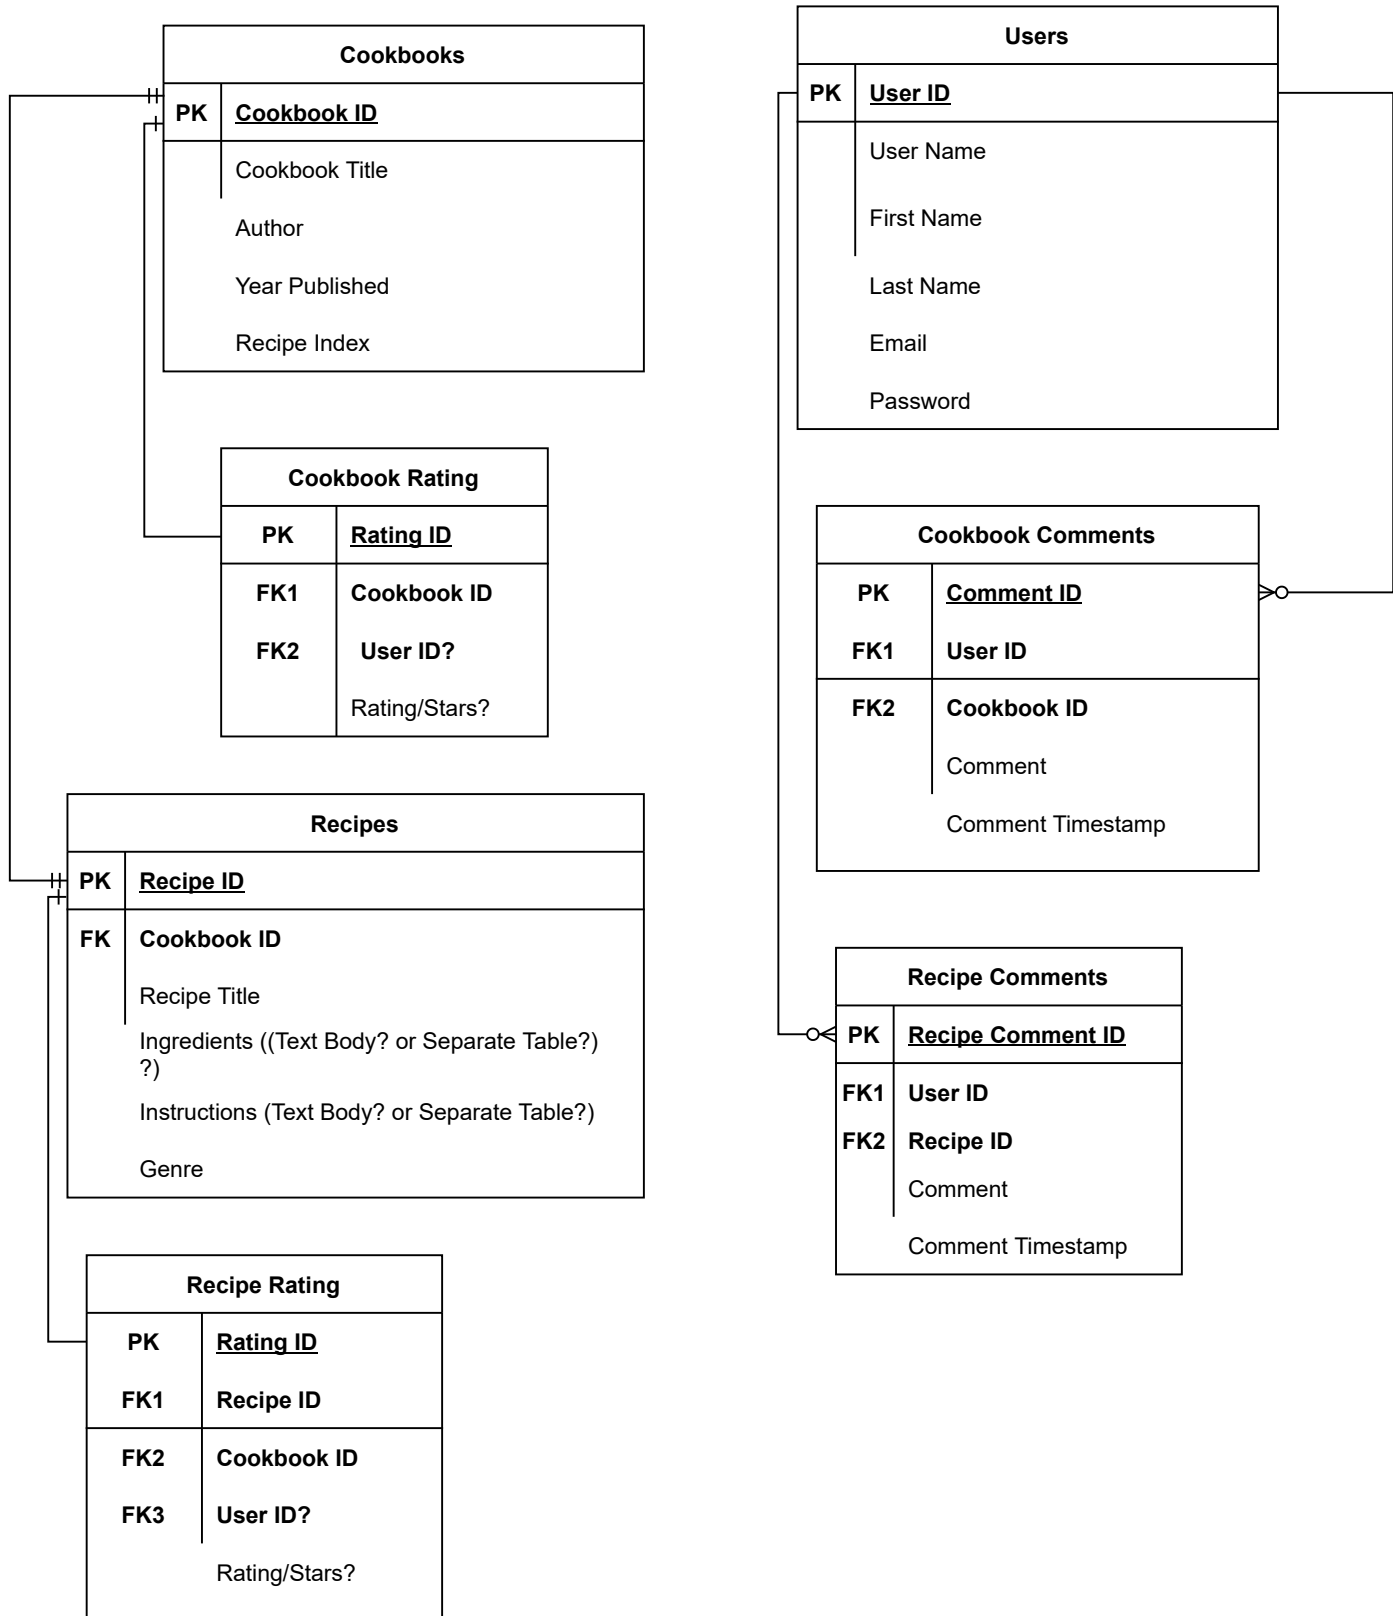 Cookbooks
PK Cookbook ID
Cookbook Title
Author
Year Published
Recipe Index
Cookbook Rating
PK Rating ID
FK1 Cookbook ID
FK2 User ID?
Rating/Stars?
Recipes
PK Recipe ID
FK Cookbook ID
Recipe Title
Ingredients ((Text Body? or Separate Table?)
?)
Instructions (Text Body? or Separate Table?)
Genre
Recipe Rating
PK Rating ID
FK1 Recipe ID
FK2 Cookbook ID
FK3 User ID?
Rating/Stars?
Users
PK User ID
User Name
First Name
Last Name
Email
Password
Cookbook Comments
PK Comment ID
FK1 User ID
FK2 Cookbook ID
Comment
Comment Timestamp
Recipe Comments
PK Recipe Comment ID
FK1 User ID
FK2 Recipe ID
Comment
Comment Timestamp